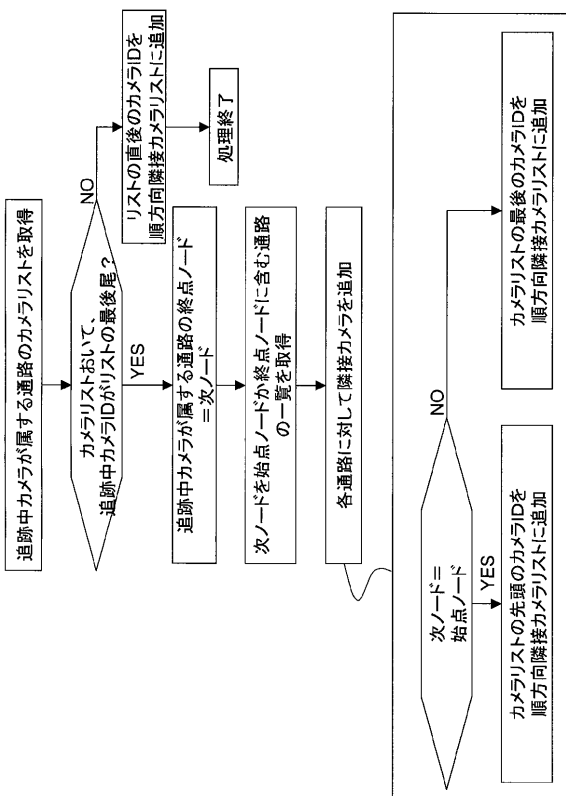 追跡中カメラが属する通路のカメラリストを取得
カメラリストおいて、
追跡中カメラIDがリストの最後尾?
NO
リストの直後のカメラIDを
順方向隣接カメラリストに追加
処理終了
YES
追跡中カメラが属する通路の終点ノード
=次ノード
次ノードを始点ノードか終点ノードに含む通路
の一覧を取得
各通路に対して隣接カメラを追加
次ノード=
始点ノード
NO
YES
カメラリストの先頭のカメラIDを
順方向隣接カメラリストに追加
カメラリストの最後のカメラIDを
順方向隣接カメラリストに追加